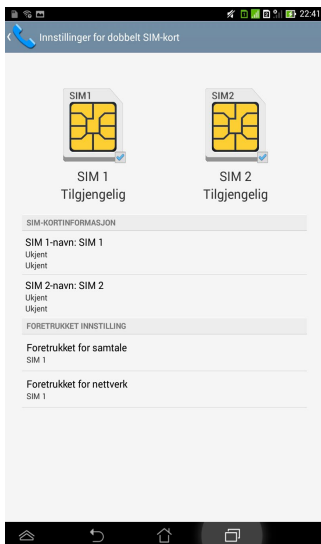 22:41
Innstillinger for dobbelt SIM-kort
SIM1 SIM2
SIM 1 SIM 2
Tilgjengelig Tilgjengelig
SIM-KORTINFORMASJON
SIM 1-navn: SIM 1
Ukjent
Ukjent
SIM 2-navn: SIM 2
Ukjent
Ukjent
FORETRUKKET INNSTILLING
Foretrukket for samtale
SIM 1
Foretrukket for nettverk
SIM 1